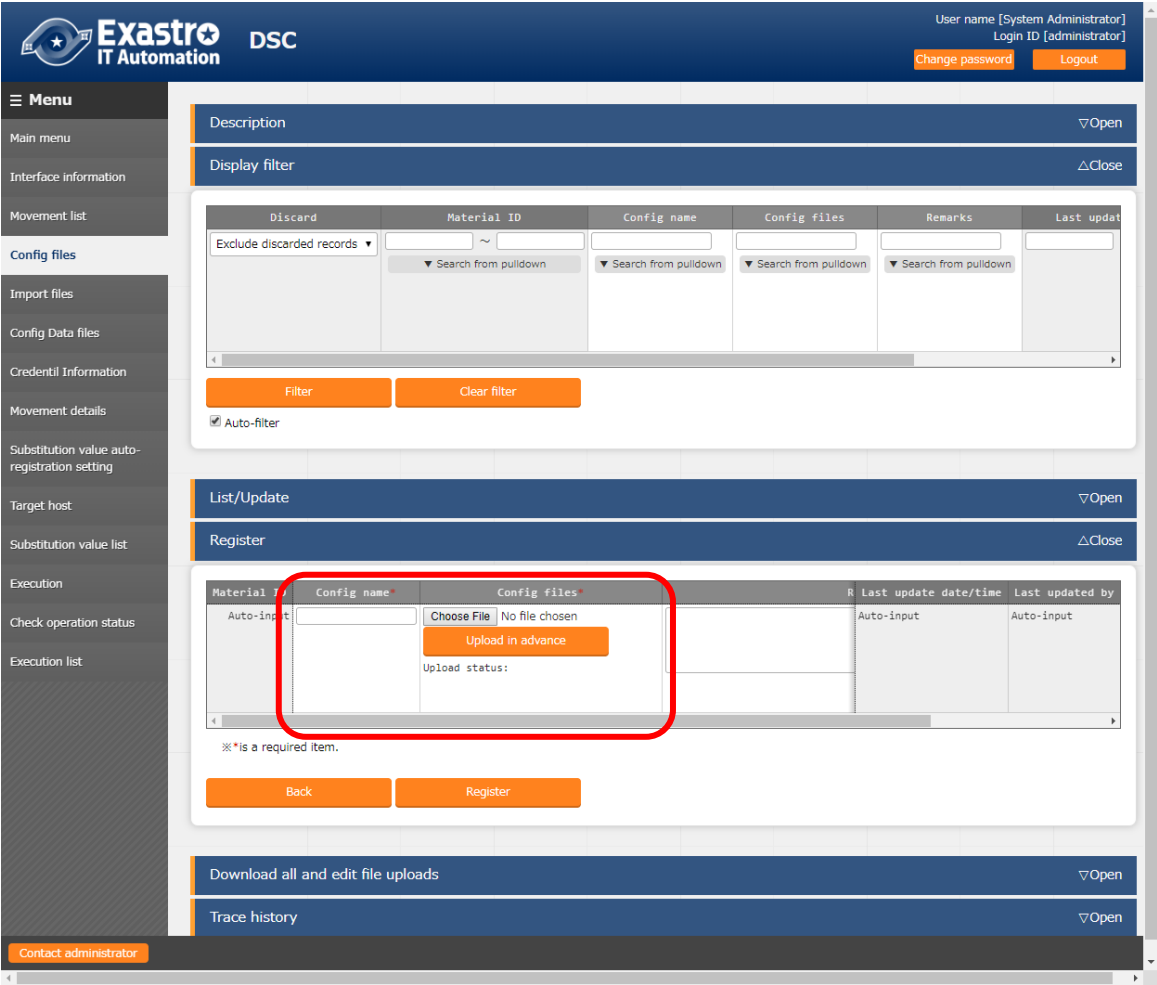 Exastro
IT Automation
DSC
User name [System Administrator]
Login ID [administrator]
Change password
Logout
☰ Menu
Main menu
Interface information
Movement list
Config files
Import files
Config Data files
Credentil Information
Movement details
Substitution value auto-
registration setting
Target host
Substitution value list
Execution
Check operation status
Execution list
Description ▽Open
Display filter △Close
Discard Material ID Config name Config files Remarks Last updat
Exclude discarded records ▼ ~
▼ Search from pulldown ▼ Search from pulldown ▼ Search from pulldown ▼ Search from pulldown
Filter Clear filter
Auto-filter
List/Update ▽Open
Register △Close
Material ID Config name* Config files* R Last update date/time Last updated by
Auto-input Choose File No file chosen Auto-input Auto-input
Upload in advance
Upload status:
※*is a required item.
Back Register
Download all and edit file uploads ▽Open
Trace history ▽Open
Contact administrator